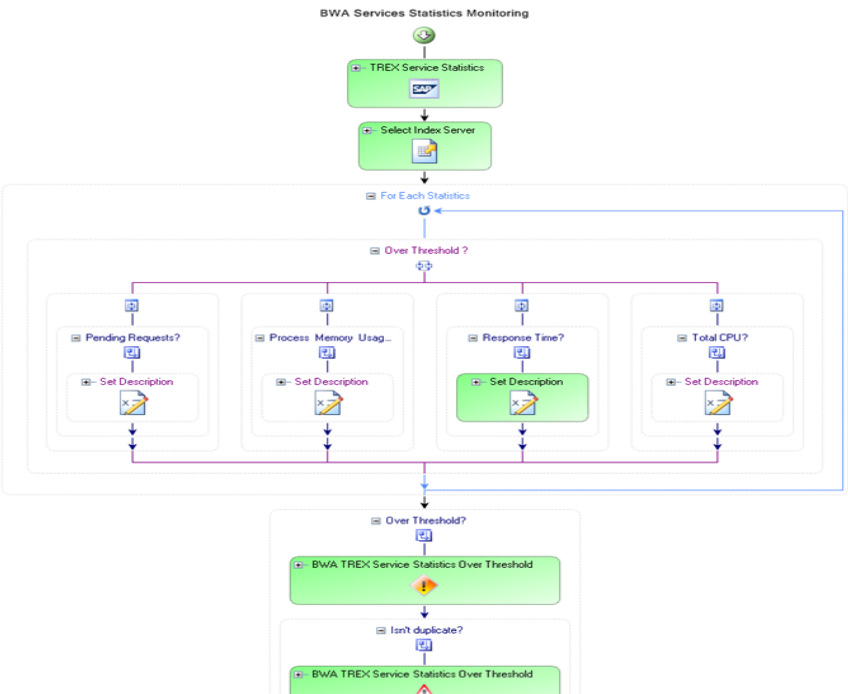 BWA Services Statistics Monitoring
TREX Service Statistics
SAP
Select Index Server
For Each Statistics
Over Threshold ?
Pending Requests?
Process Memory Usag...
Response Time?
Total CPU?
Set Description
Set Description
Set Description
Set Description
Over Threshold?
BWA TREX Service Statistics Over Threshold
Isn't duplicate?
BWA TREX Service Statistics Over Threshold